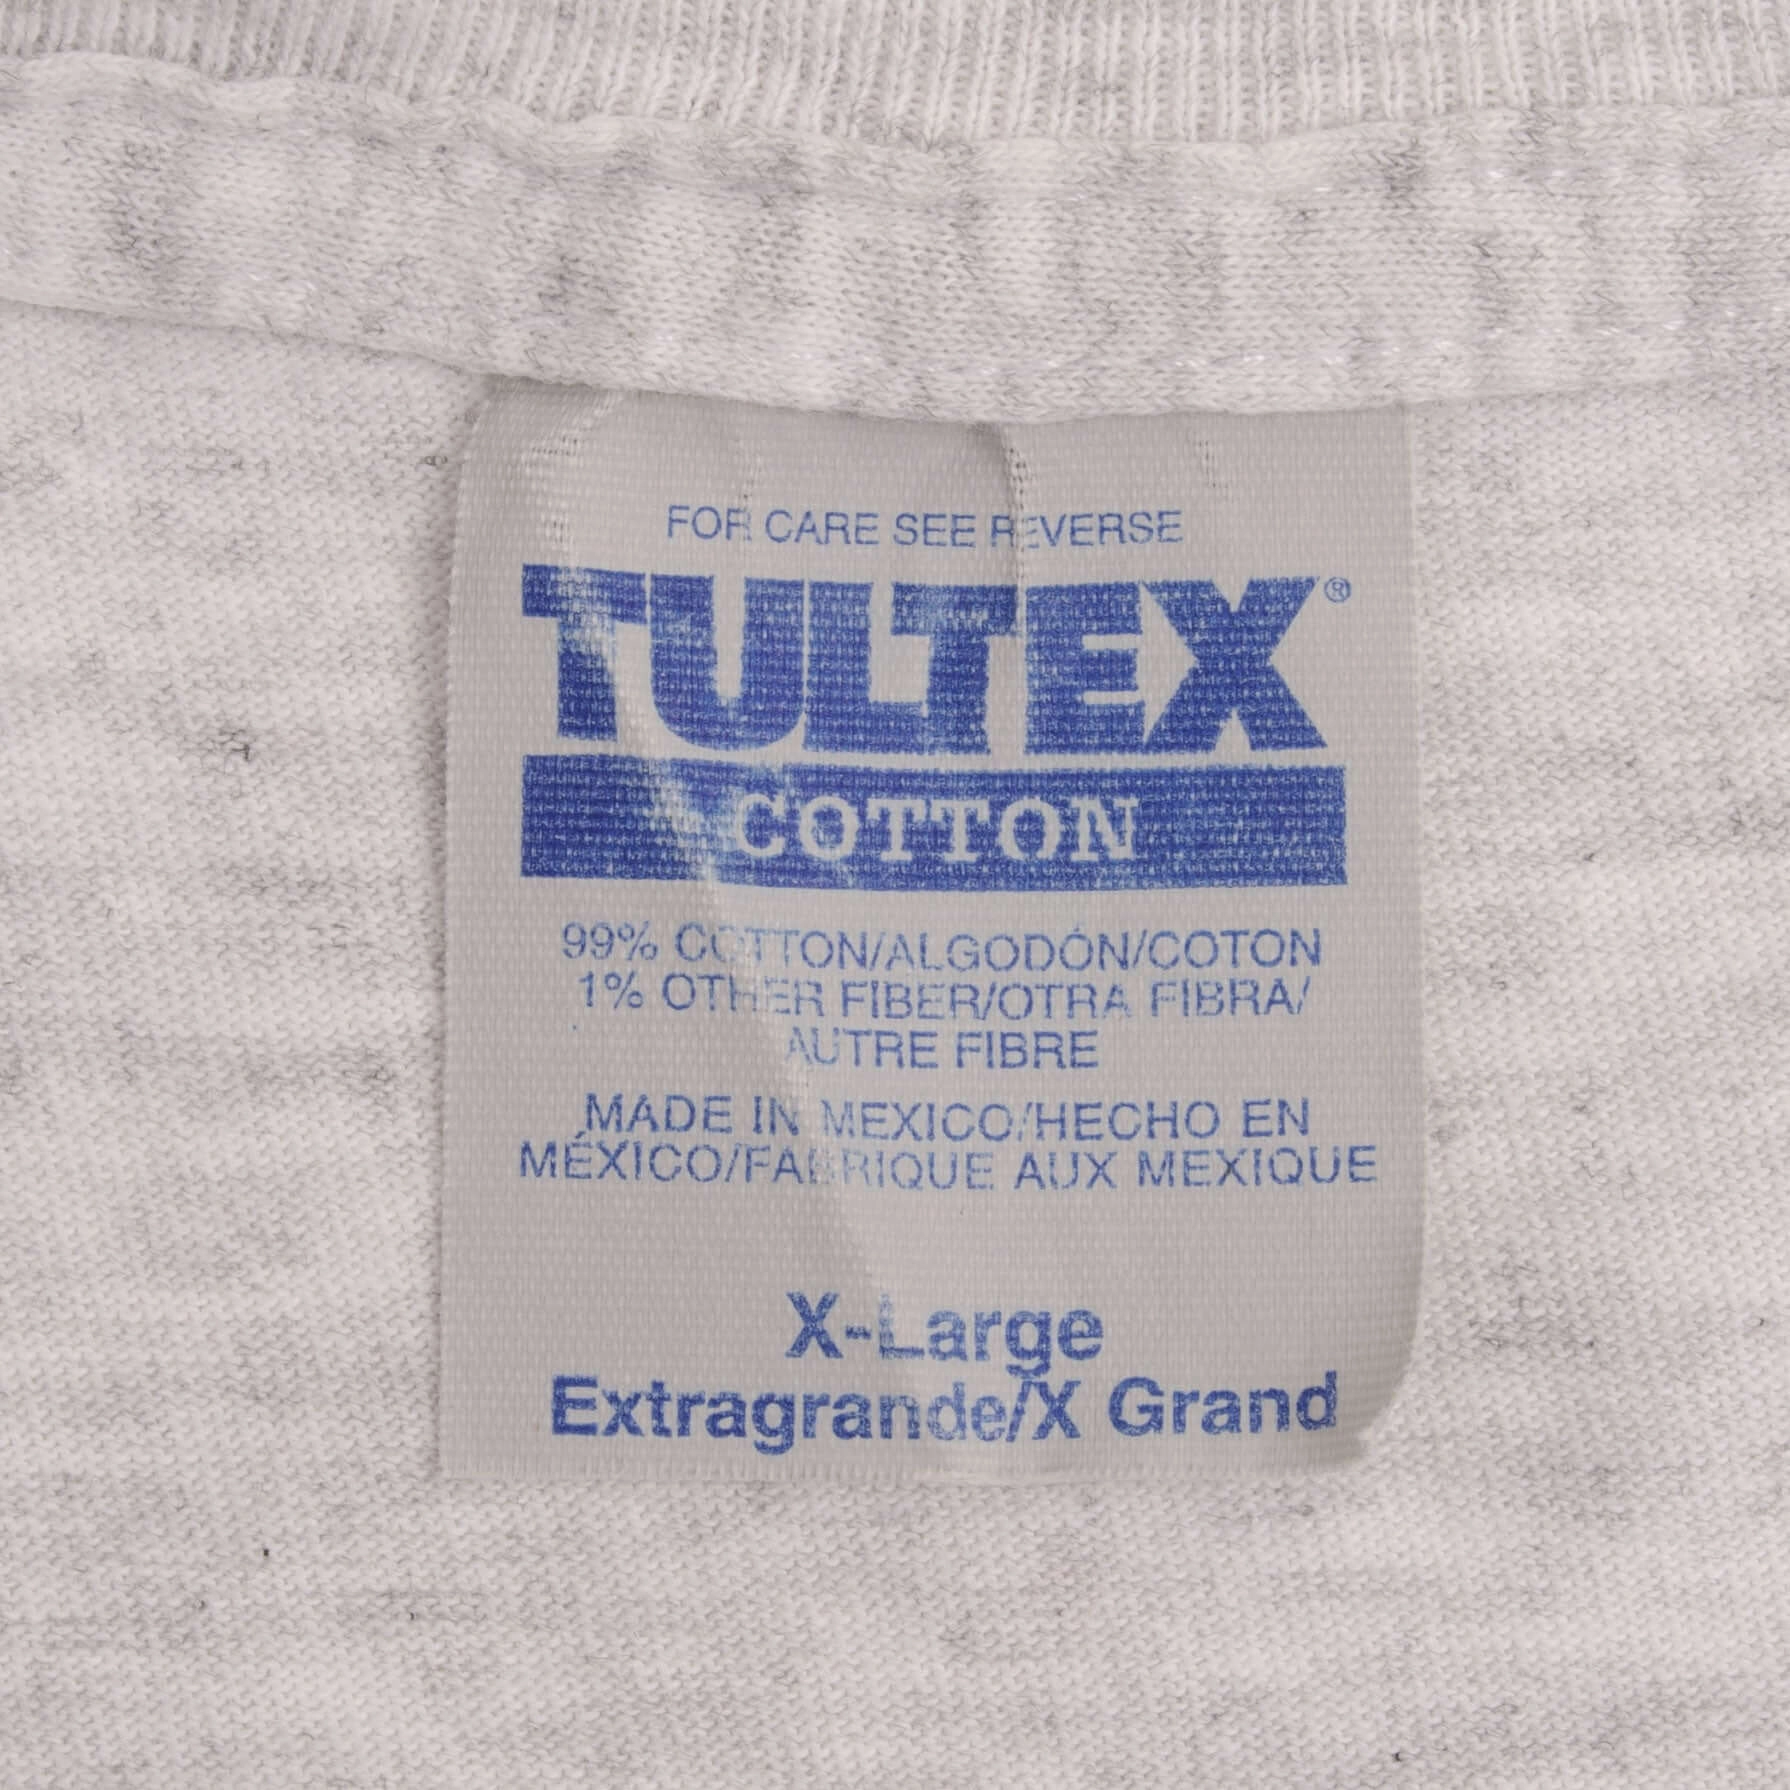 FOR CARE SEE REVERSE
TULTEX®
COTTON
99% COTTON/ALGODÓN/COTON
1% OTHER FIBER/OTRA FIBRA/
AUTRE FIBRE
MADE IN MEXICO/HECHO EN
MÉXICO/FABRIQUE AUX MEXIQUE
X-Large
Extragrande/X Grand